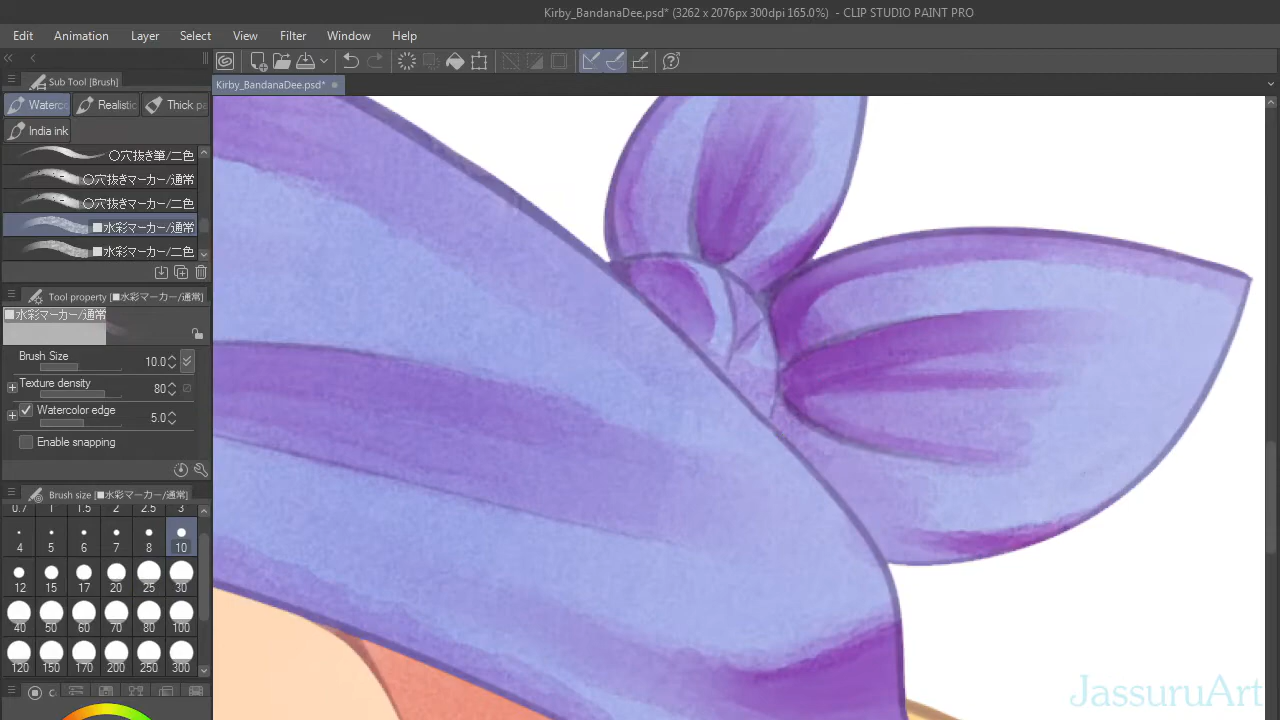 Kirby_BandanaDee.psd* (3262 x 2076px 300dpi 165.0%) - CLIP STUDIO PAINT PRO
Edit Animation Layer Select View Filter Window Help
Sub Tool [Brush]
Kirby_BandanaDee.psd*
Waterco Realistic Thick pa
India ink
○穴抜き筆/二色
○穴抜きマーカー/通常
○穴抜きマーカー/二色
■水彩マーカー/通常
■水彩マーカー/二色
Tool property [■水彩マーカー/通常]
■水彩マーカー/通常
Brush Size 10.0
Texture density 80
Watercolor edge 5.0
Enable snapping
Brush size [■水彩マーカー/通常]
0.7 1 1.5 2 2.5 3
4 5 6 7 8 10
12 15 17 20 25 30
40 50 60 70 80 100
120 150 170 200 250 300
JassuruArt